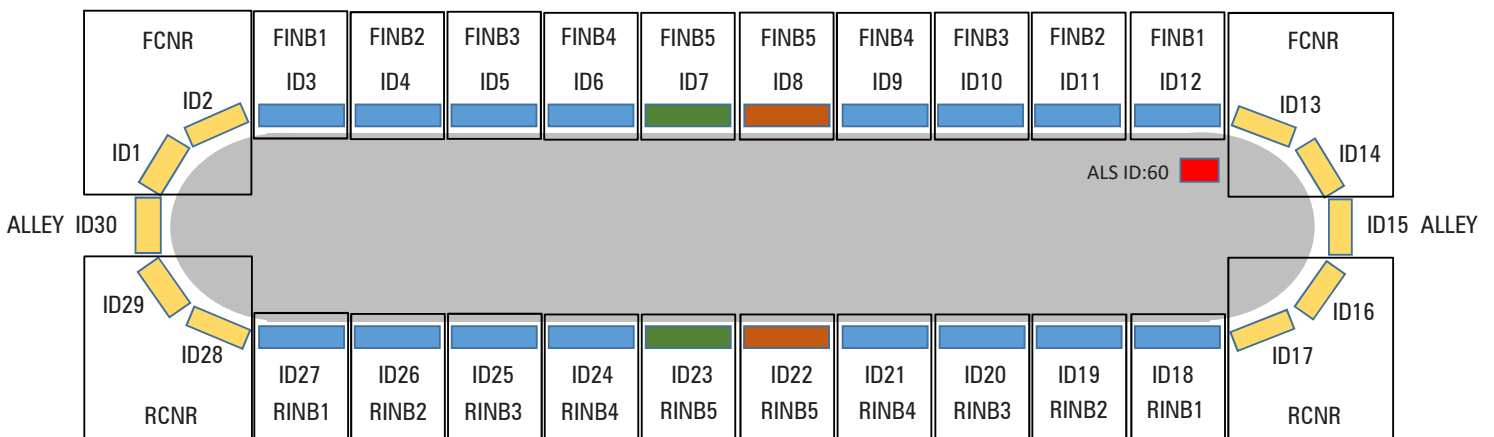 FCNR FINB1 FINB2 FINB3 FINB4 FINB5 FINB5 FINB4 FINB3 FINB2 FINB1 FCNR
ID3 ID4 ID5 ID6 ID7 ID8 ID9 ID10 ID11 ID12
ID2 ID13
ID1 ID14
ALS ID:60
ALLEY ID30 ID15 ALLEY
ID29 ID16
ID28 ID17
ID27 ID26 ID25 ID24 ID23 ID22 ID21 ID20 ID19 ID18
RCNR RINB1 RINB2 RINB3 RINB4 RINB5 RINB5 RINB4 RINB3 RINB2 RINB1 RCNR